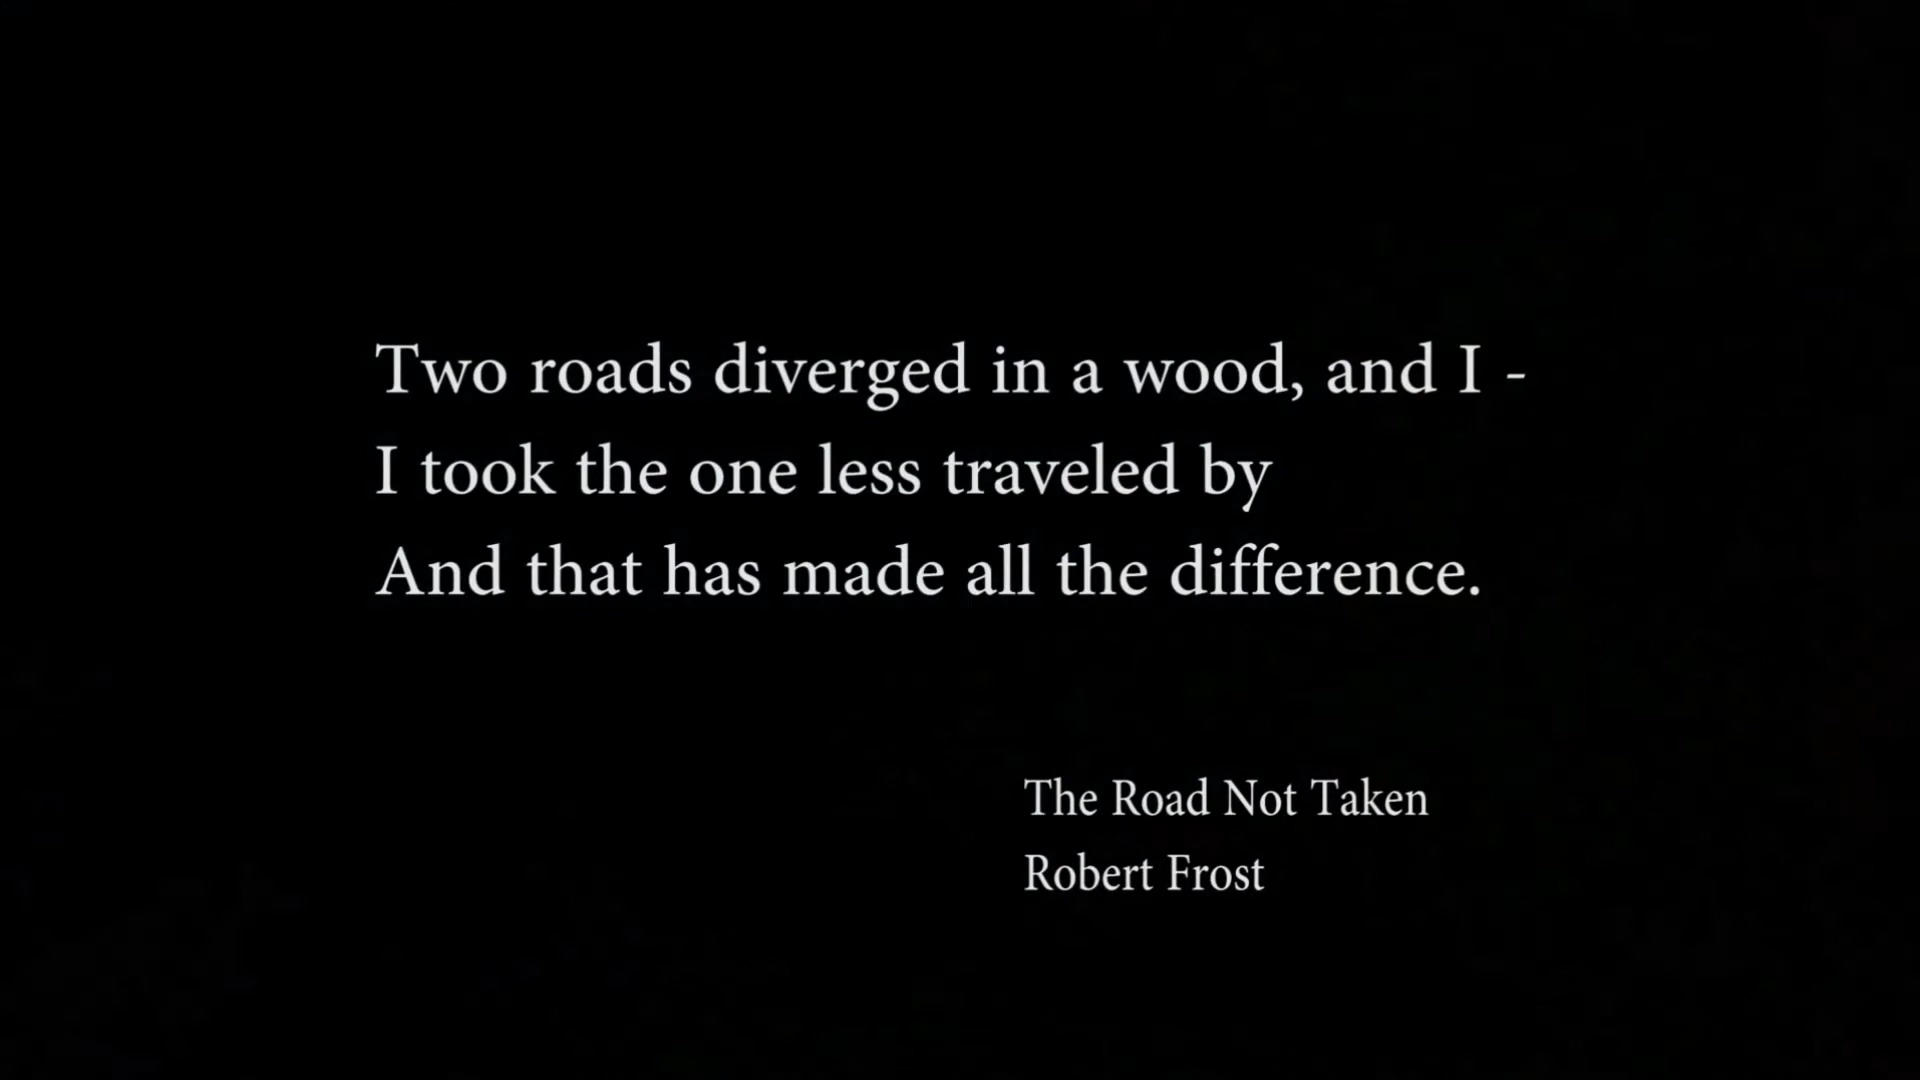 Two roads diverged in a wood, and I -
I took the one less traveled by
And that has made all the difference.
The Road Not Taken
Robert Frost